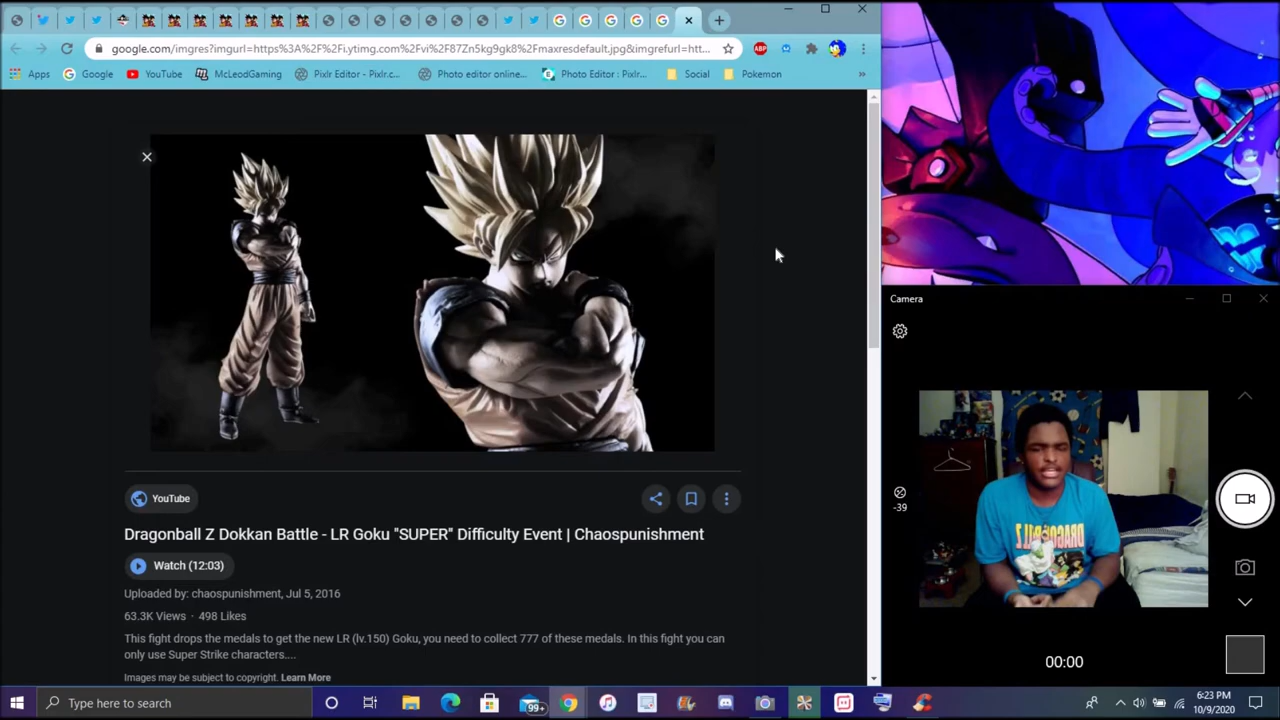 google.com/imgres?imgurl=https%3A%2F%2Fi.ytimg.com%2Fvi%2F87Zn5kg9gk8%2Fmaxresdefault.jpg&imgrefurl=htt...
ABP
Apps
Google
YouTube
McLeodGaming
Pixlr Editor - Pixlr.c...
Photo editor online...
Photo Editor : Pixlr...
Social
Pokemon
»
YouTube
Dragonball Z Dokkan Battle - LR Goku "SUPER" Difficulty Event | Chaospunishment
Watch (12:03)
Uploaded by: chaospunishment, Jul 5, 2016
63.3K Views · 498 Likes
This fight drops the medals to get the new LR (lv.150) Goku, you need to collect 777 of these medals. In this fight you can
only use Super Strike characters....
Images may be subject to copyright. Learn More
Camera
-39
00:00
Type here to search
99+
6:23 PM
10/9/2020